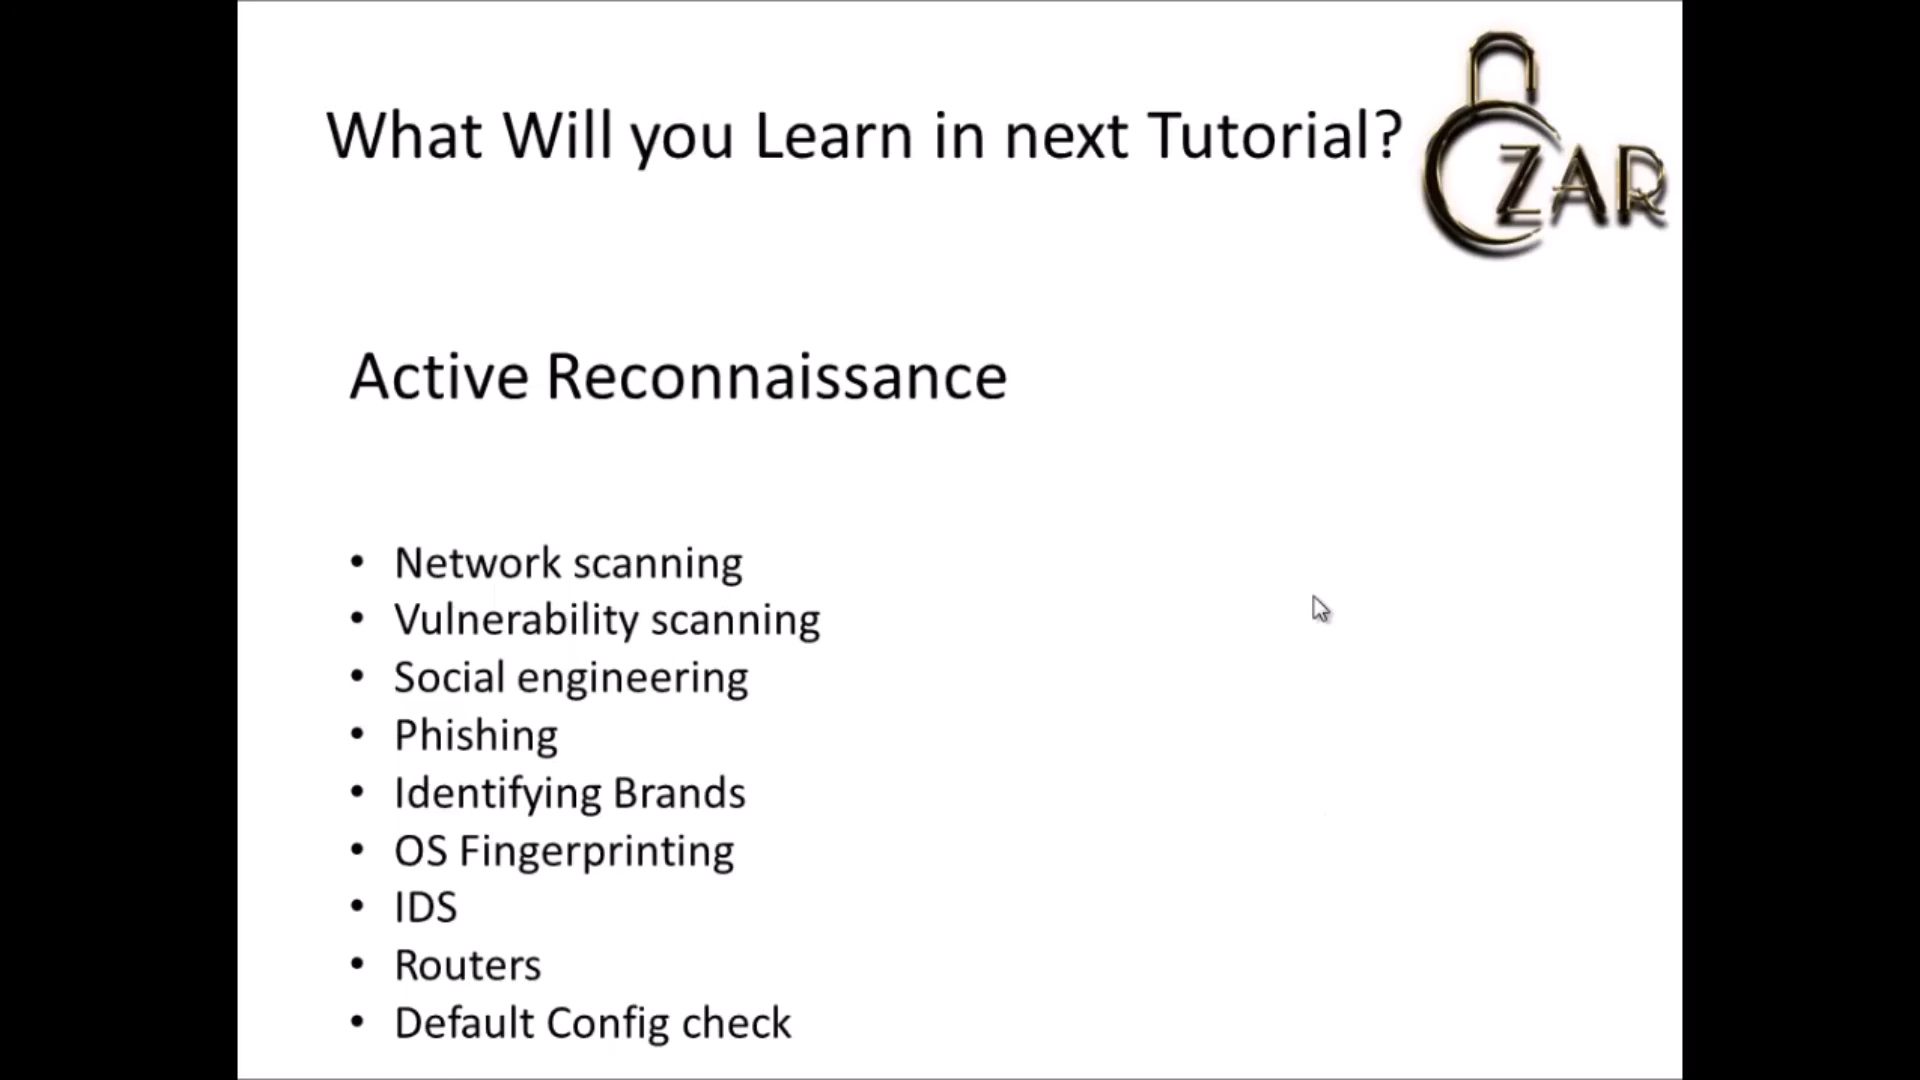 What Will you Learn in next Tutorial?
CZAR
Active Reconnaissance
• Network scanning
• Vulnerability scanning
• Social engineering
• Phishing
• Identifying Brands
• OS Fingerprinting
• IDS
• Routers
• Default Config check